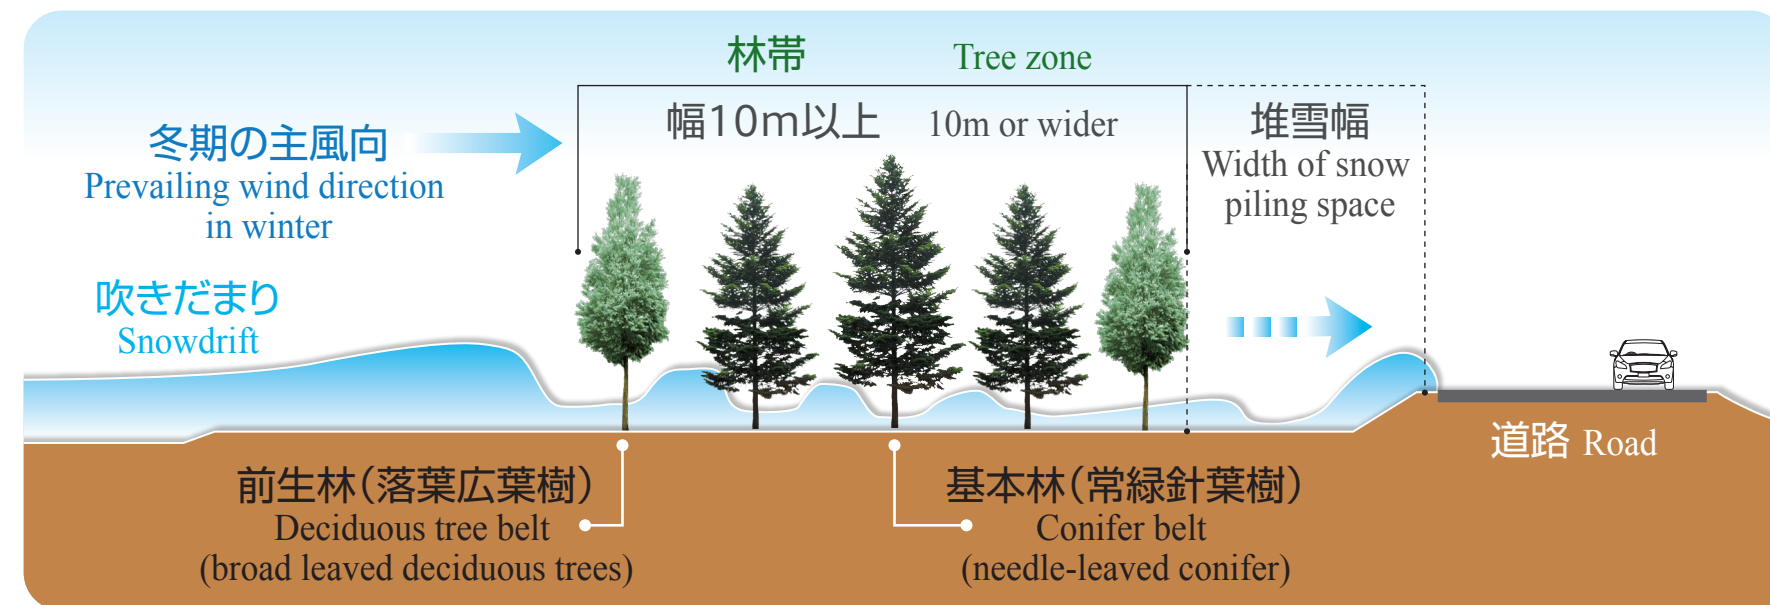 林帯 Tree zone
幅10m以上 10m or wider
冬期の主風向
Prevailing wind direction
in winter
堆雪幅
Width of snow
piling space
吹きだまり
Snowdrift
道路 Road
前生林(落葉広葉樹)
Deciduous tree belt
(broad leaved deciduous trees)
基本林(常緑針葉樹)
Conifer belt
(needle-leaved conifer)